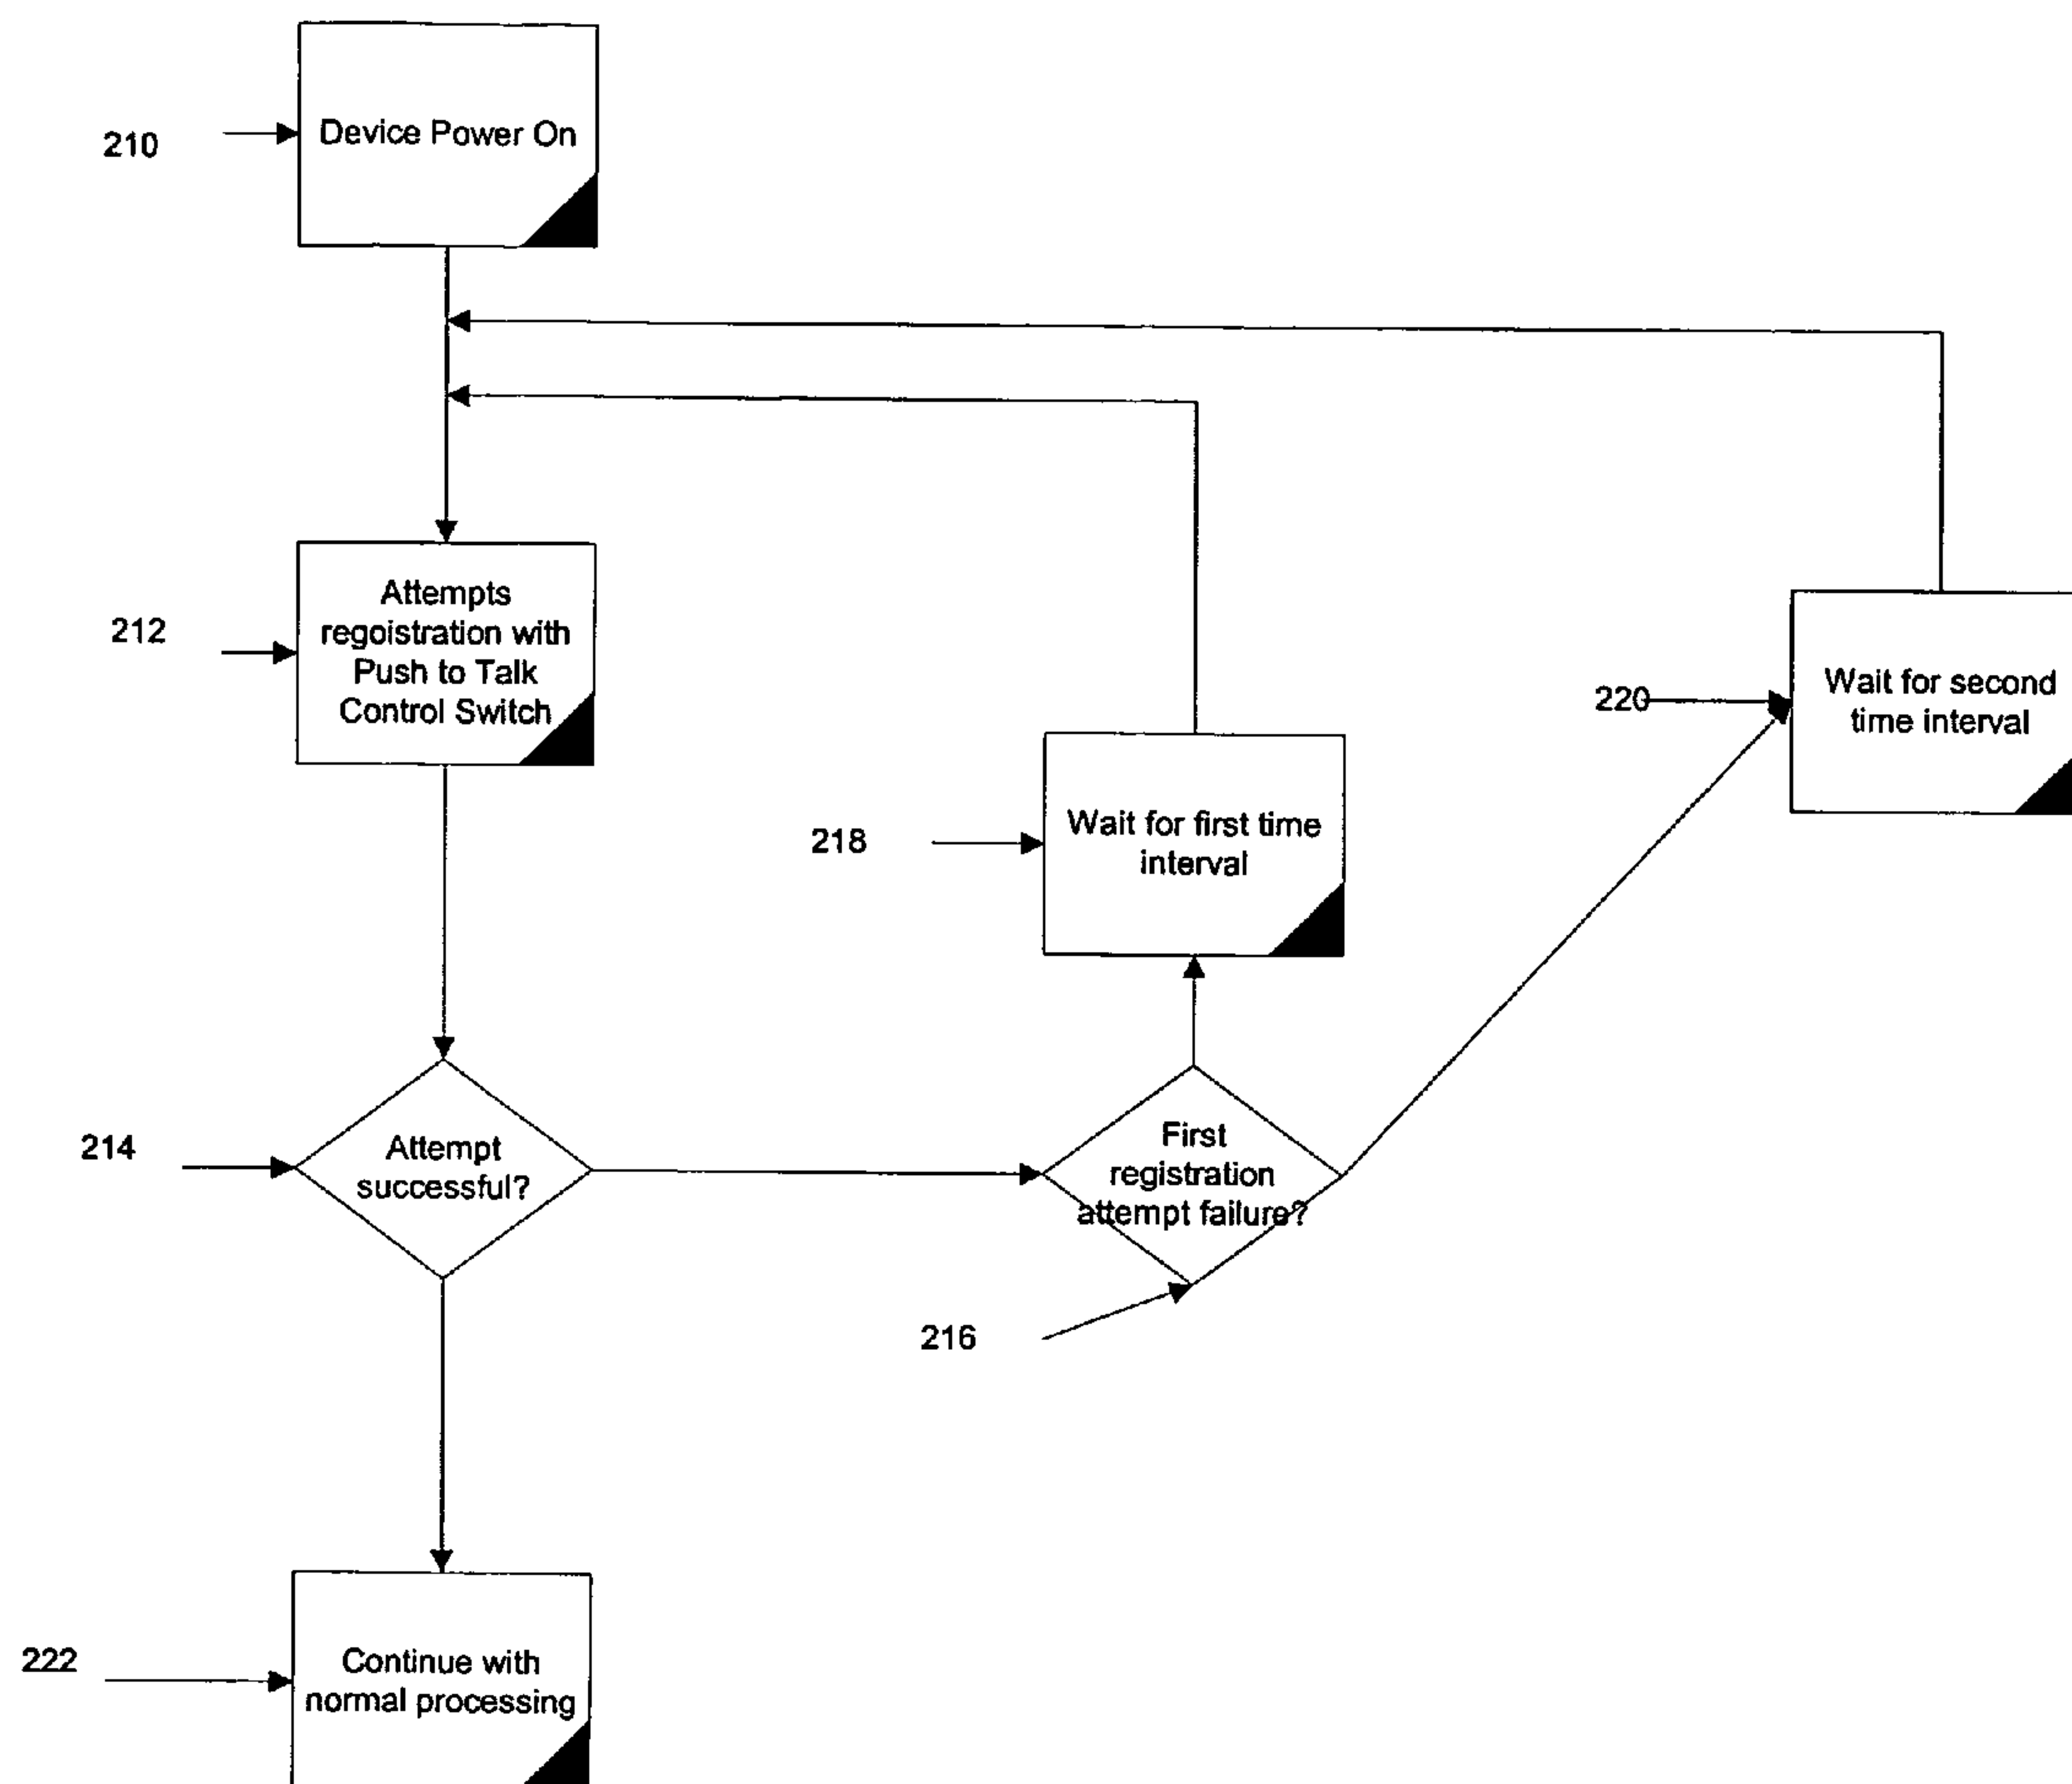 210
Device Power On
212
Attempts
regoistration with
Push to Talk
Control Switch
220
Wait for second
time interval
218
Wait for first time
interval
214
Attempt
successful?
First
registration
attempt failure?
216
222
Continue with
normal processing